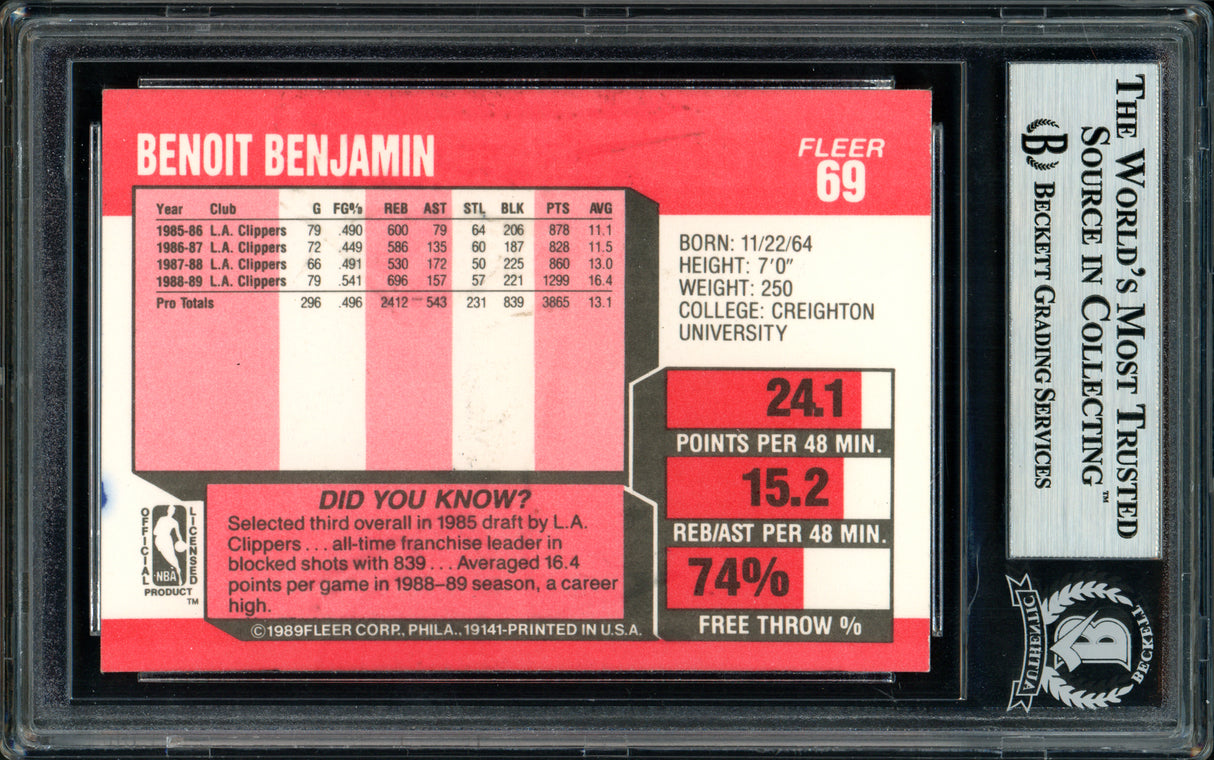 BENOIT BENJAMIN
FLEER
69
Year Club G FG% REB AST STL BLK PTS AVG
1985-86 L.A. Clippers 79 .490 600 79 64 206 878 11.1
1986-87 L.A. Clippers 72 .449 586 135 60 187 828 11.5
1987-88 L.A. Clippers 66 .491 530 172 50 225 860 13.0
1988-89 L.A. Clippers 79 .541 696 157 57 221 1299 16.4
Pro Totals 296 .496 2412 543 231 839 3865 13.1
BORN: 11/22/64
HEIGHT: 7'0"
WEIGHT: 250
COLLEGE: CREIGHTON
UNIVERSITY
24.1
POINTS PER 48 MIN.
15.2
REB/AST PER 48 MIN.
74%
FREE THROW %
DID YOU KNOW?
Selected third overall in 1985 draft by L.A.
Clippers . . . all-time franchise leader in
blocked shots with 839 . . . Averaged 16.4
points per game in 1988–89 season, a career
high.
OFFICIAL
LICENSED
NBA
PRODUCT
TM
©1989FLEER CORP., PHILA., 19141-PRINTED IN U.S.A.
THE WORLD'S MOST TRUSTED
SOURCE IN COLLECTING™
B BECKETT GRADING SERVICES
BECKETT
B
AUTHENTIC